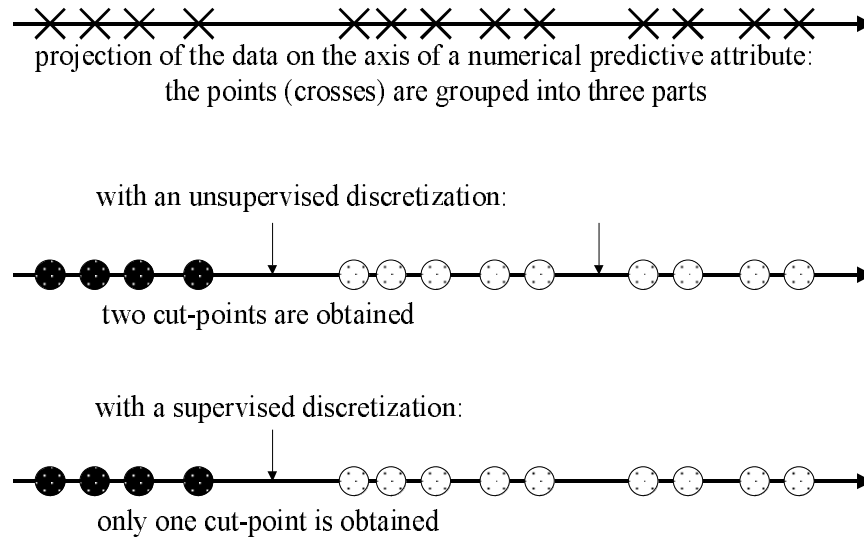 projection of the data on the axis of a numerical predictive attribute:
the points (crosses) are grouped into three parts
with an unsupervised discretization:
two cut-points are obtained
with a supervised discretization:
only one cut-point is obtained